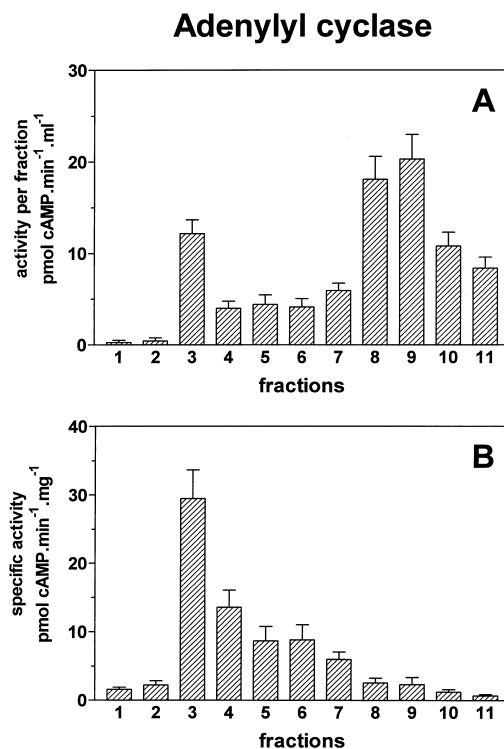 Adenylyl cyclase
A
activity per fraction
pmol cAMP.min⁻¹.ml⁻¹
30
20
10
0
1 2 3 4 5 6 7 8 9 10 11
fractions
B
specific activity
pmol cAMP.min⁻¹.mg⁻¹
40
30
20
10
0
1 2 3 4 5 6 7 8 9 10 11
fractions